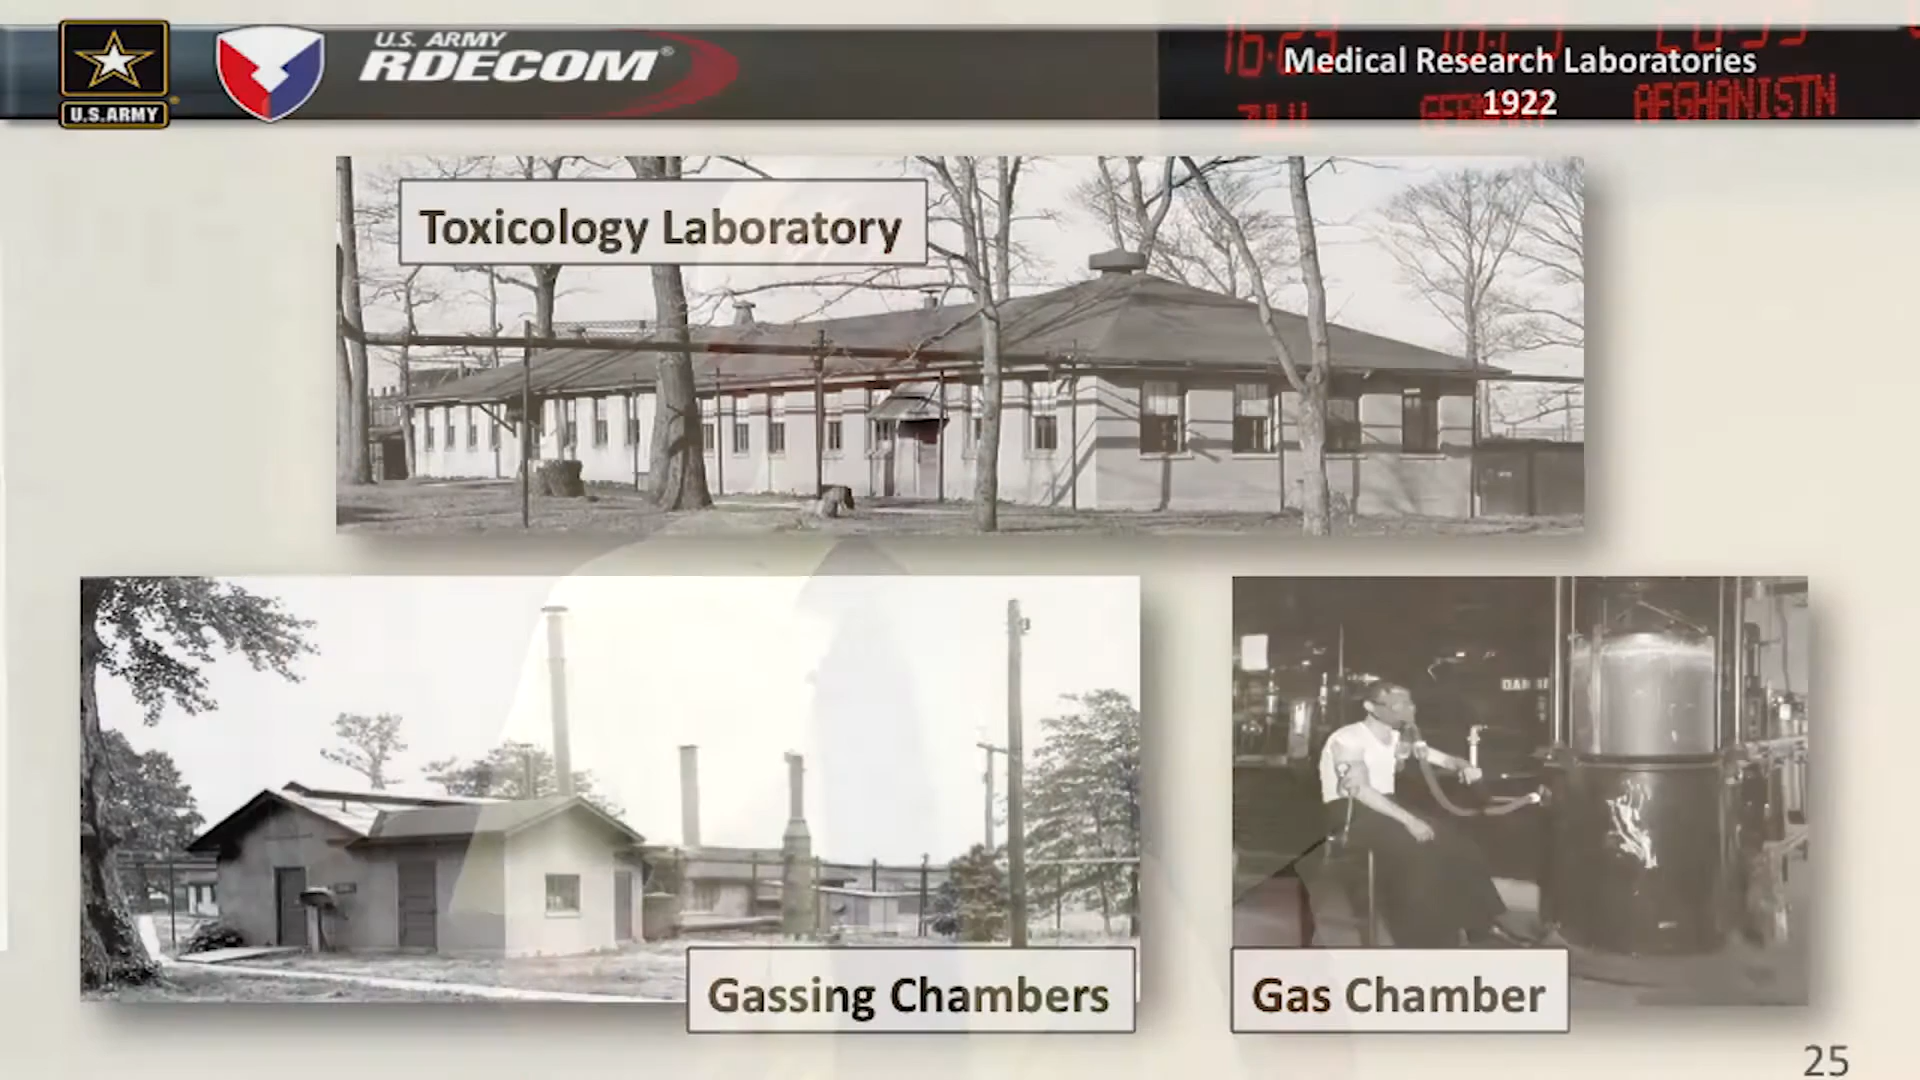 U.S. ARMY
RDECOM®
U.S.ARMY
Medical Research Laboratories
1922
AFGHANISTN
Toxicology Laboratory
Gassing Chambers
Gas Chamber
25